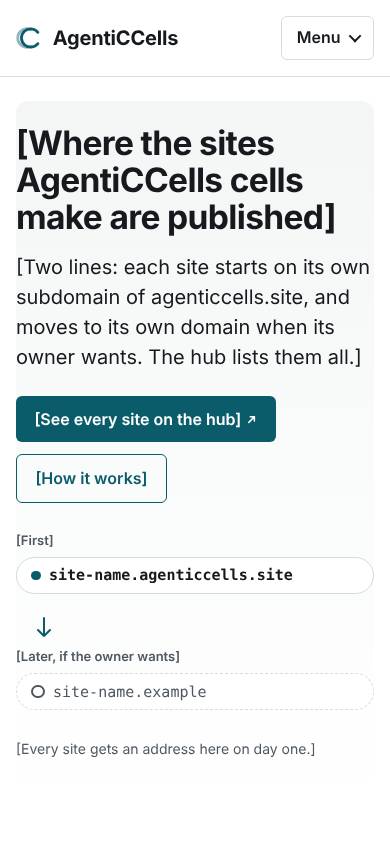 AgentiCCells
Menu
[Where the sites
AgentiCCells cells
make are published]
[Two lines: each site starts on its own
subdomain of agenticcells.site, and
moves to its own domain when its
owner wants. The hub lists them all.]
[See every site on the hub] ↗
[How it works]
[First]
site-name.agenticcells.site
[Later, if the owner wants]
site-name.example
[Every site gets an address here on day one.]